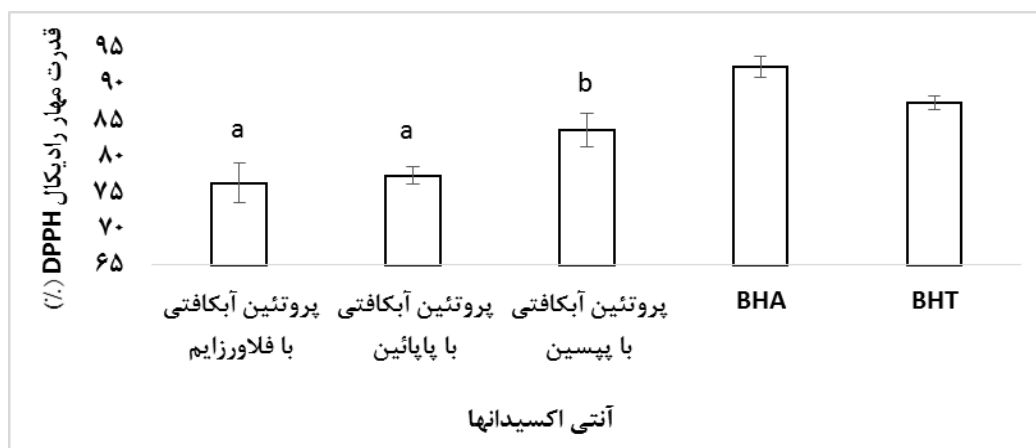 قدرت مهار رادیکال DPPH (٪)
۹۵
۹۰
۸۵
۸۰
۷۵
۷۰
۶۵
a
a
b
پروتئین آبکافتی
با فلاورزایم
پروتئین آبکافتی
با پاپائین
پروتئین آبکافتی
با پپسین
BHA
BHT
آنتی اکسیدانها